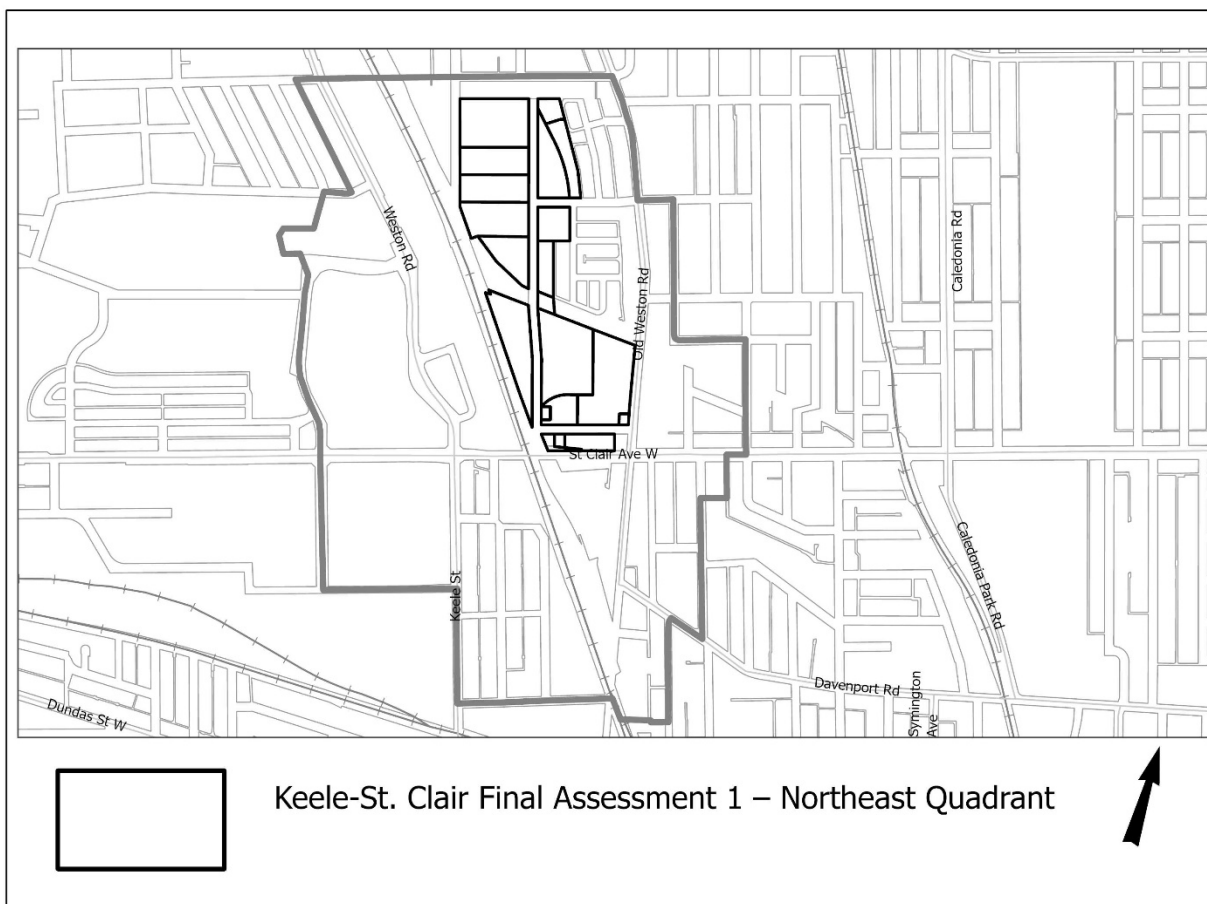 Weston Rd
Old Weston Rd
Caledonia Rd
St Clair Ave W
Keele St
Caledonia Park Rd
Davenport Rd
Symington
Ave
Dundas St W
Keele-St. Clair Final Assessment 1 – Northeast Quadrant